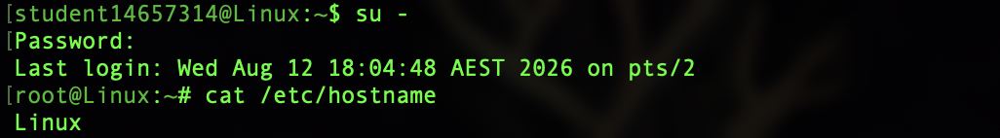 [student14657314@Linux:~$ su -
[Password:
Last login: Wed Aug 12 18:04:48 AEST 2026 on pts/2
[root@Linux:~# cat /etc/hostname
Linux